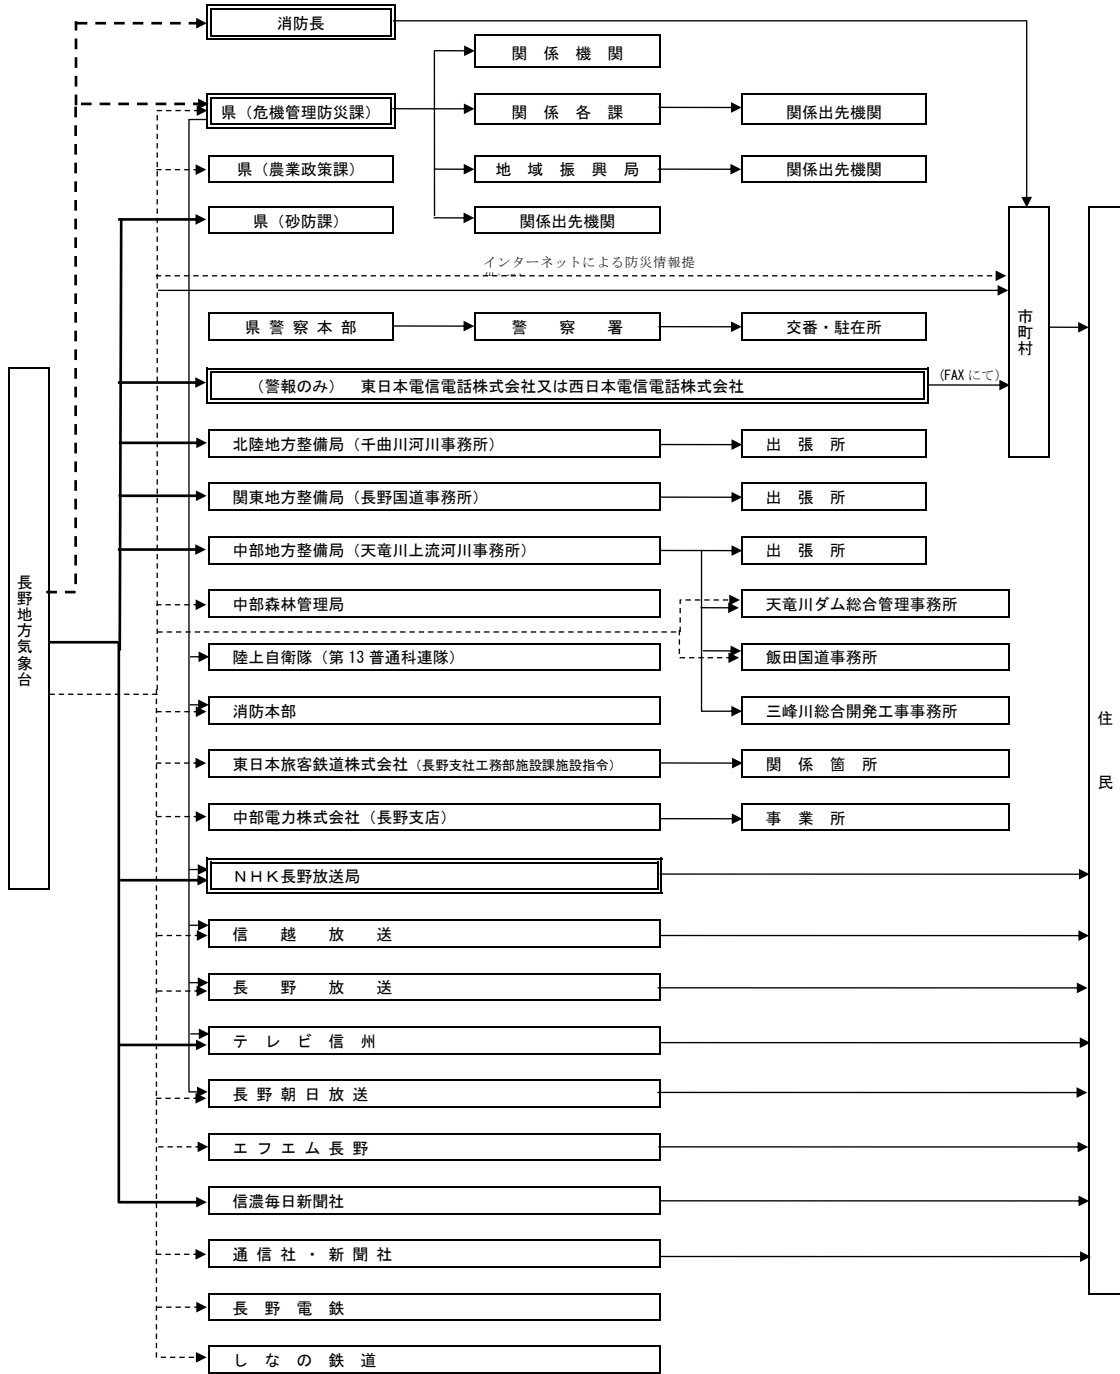 消防長
関 係 機 関
県（危機管理防災課）
関 係 各 課
関係出先機関
県（農業政策課）
地 域 振 興 局
関係出先機関
県（砂防課）
関係出先機関
インターネットによる防災情報提
県 警 察 本 部
警 察 署
交番・駐在所
市町村
（警報のみ） 東日本電信電話株式会社又は西日本電信電話株式会社
(FAX にて)
北陸地方整備局（千曲川河川事務所）
出 張 所
関東地方整備局（長野国道事務所）
出 張 所
中部地方整備局（天竜川上流河川事務所）
出 張 所
長野地方気象台
中部森林管理局
天竜川ダム総合管理事務所
陸上自衛隊（第 13 普通科連隊）
飯田国道事務所
消防本部
三峰川総合開発工事事務所
住民
東日本旅客鉄道株式会社（長野支社工務部施設課施設指令）
関 係 箇 所
中部電力株式会社（長野支店）
事 業 所
ＮＨＫ長野放送局
信 越 放 送
長 野 放 送
テ レ ビ 信 州
長 野 朝 日 放 送
エ フ エ ム 長 野
信濃毎日新聞社
通 信 社 ・ 新 聞 社
長 野 電 鉄
し な の 鉄 道